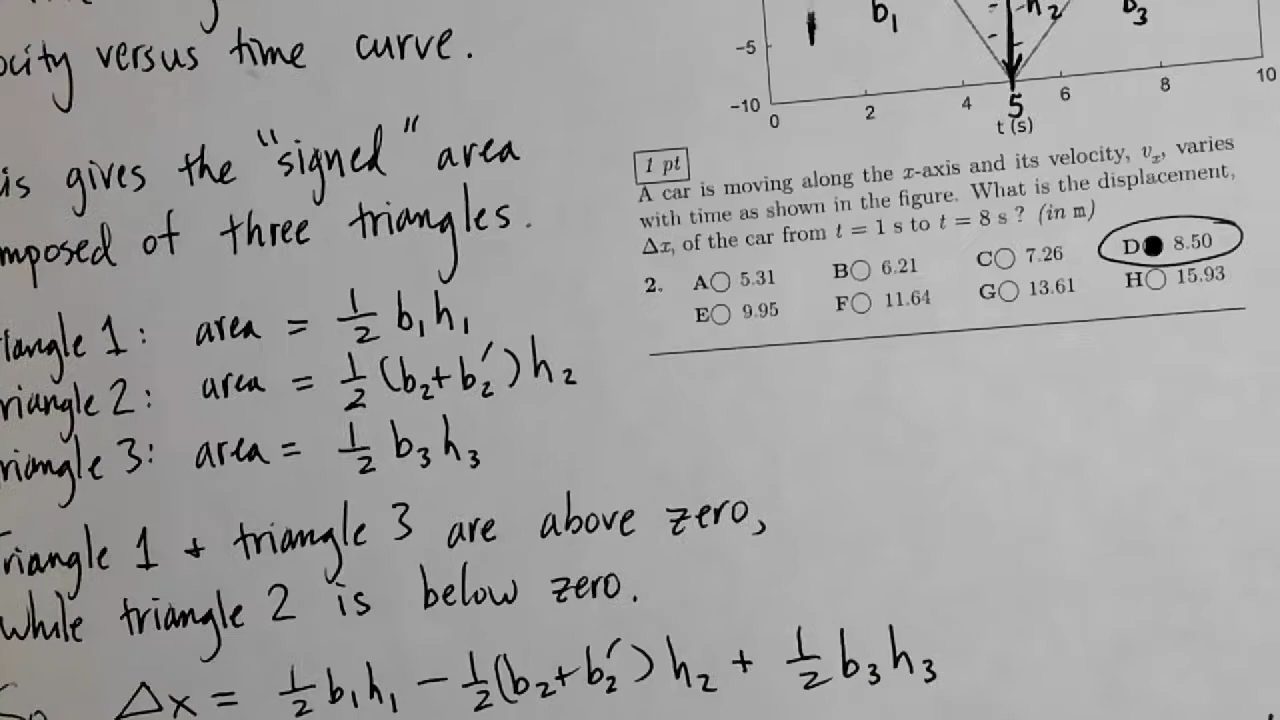 ocity versus time curve.
is gives the "signed" area
mposed of three triangles.
iangle 1: area = 1/2 b₁h₁
riangle 2: area = 1/2 (b₂+b₂′)h₂
riangle 3: area = 1/2 b₃h₃
Triangle 1 + triangle 3 are above zero,
while triangle 2 is below zero.
So Δx = 1/2 b₁h₁ − 1/2(b₂+b₂′)h₂ + 1/2 b₃h₃
b₁ h₂ b₃
−5
−10
0 2 4 5 6 8 10
t (s)
1 pt
A car is moving along the x-axis and its velocity, vₓ, varies
with time as shown in the figure. What is the displacement,
Δx, of the car from t = 1 s to t = 8 s ? (in m)
2. A○ 5.31 B○ 6.21 C○ 7.26 D● 8.50
E○ 9.95 F○ 11.64 G○ 13.61 H○ 15.93